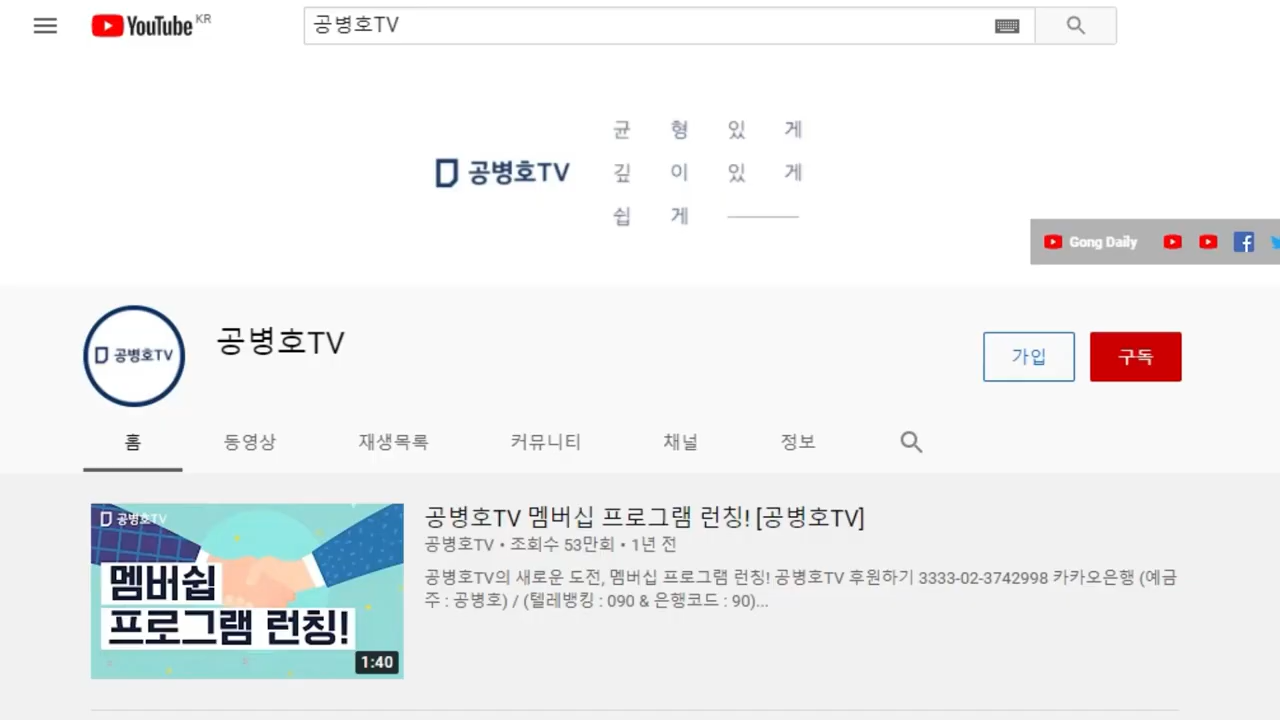 YouTube KR
공병호TV
균 형 있 게
공병호TV
깊 이 있 게
쉽 게
Gong Daily
공병호TV
공병호TV
가입
구독
홈
동영상
재생목록
커뮤니티
채널
정보
공병호TV
멤버쉽
프로그램 런칭!
1:40
공병호TV 멤버십 프로그램 런칭! [공병호TV]
공병호TV • 조회수 53만회 • 1년 전
공병호TV의 새로운 도전, 멤버십 프로그램 런칭! 공병호TV 후원하기 3333-02-3742998 카카오은행 (예금
주 : 공병호) / (텔레뱅킹 : 090 & 은행코드 : 90)...